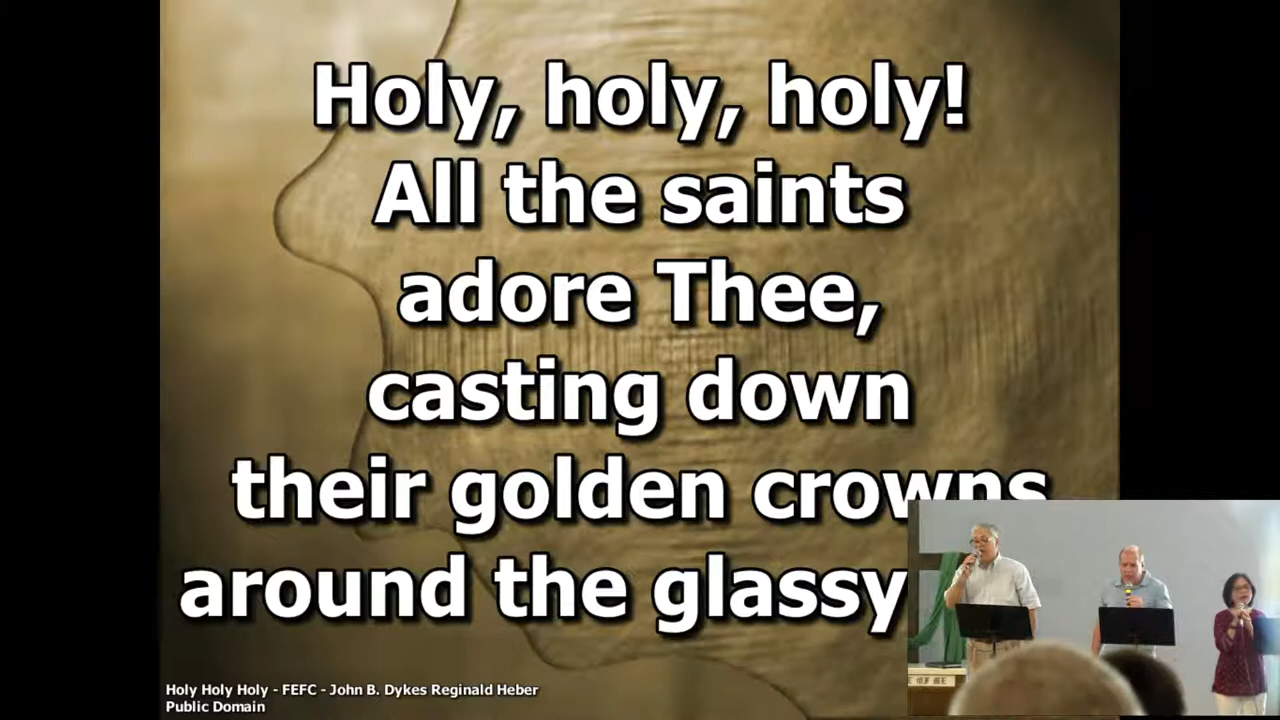 Holy, holy, holy!
All the saints
adore Thee,
casting down
their golden crowns
around the glassy
Holy Holy Holy - FEFC - John B. Dykes Reginald Heber
Public Domain